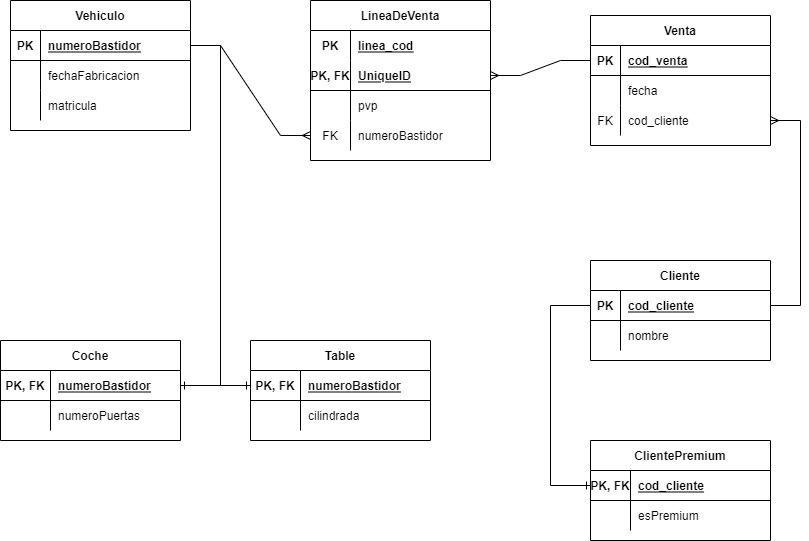 Vehiculo
PK numeroBastidor
fechaFabricacion
matricula
LineaDeVenta
PK linea_cod
PK, FK UniqueID
pvp
FK numeroBastidor
Venta
PK cod_venta
fecha
FK cod_cliente
Cliente
PK cod_cliente
nombre
Coche
PK, FK numeroBastidor
numeroPuertas
Table
PK, FK numeroBastidor
cilindrada
ClientePremium
PK, FK cod_cliente
esPremium